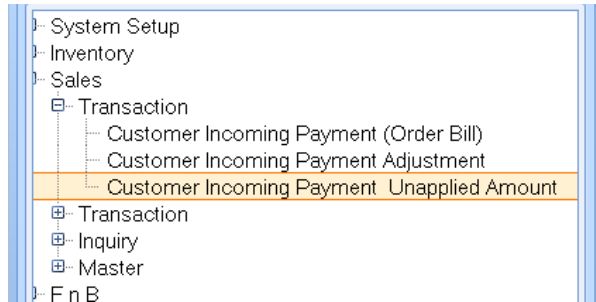 System Setup
Inventory
Sales
Transaction
Customer Incoming Payment (Order Bill)
Customer Incoming Payment Adjustment
Customer Incoming Payment  Unapplied Amount
Transaction
Inquiry
Master
F n B